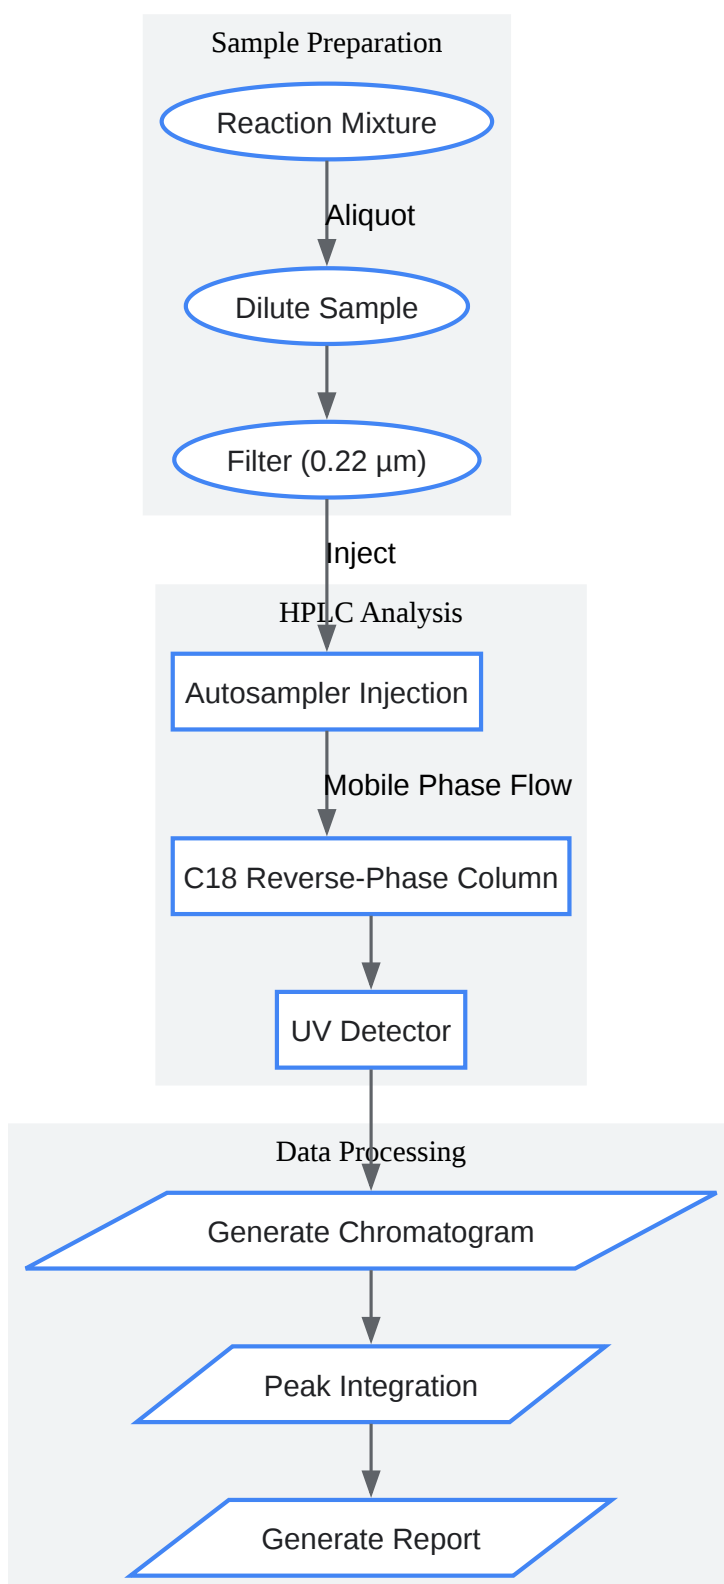 Sample Preparation
Reaction Mixture
Aliquot
Dilute Sample
Filter (0.22 µm)
Inject
HPLC Analysis
Autosampler Injection
Mobile Phase Flow
C18 Reverse-Phase Column
UV Detector
Data Processing
Generate Chromatogram
Peak Integration
Generate Report